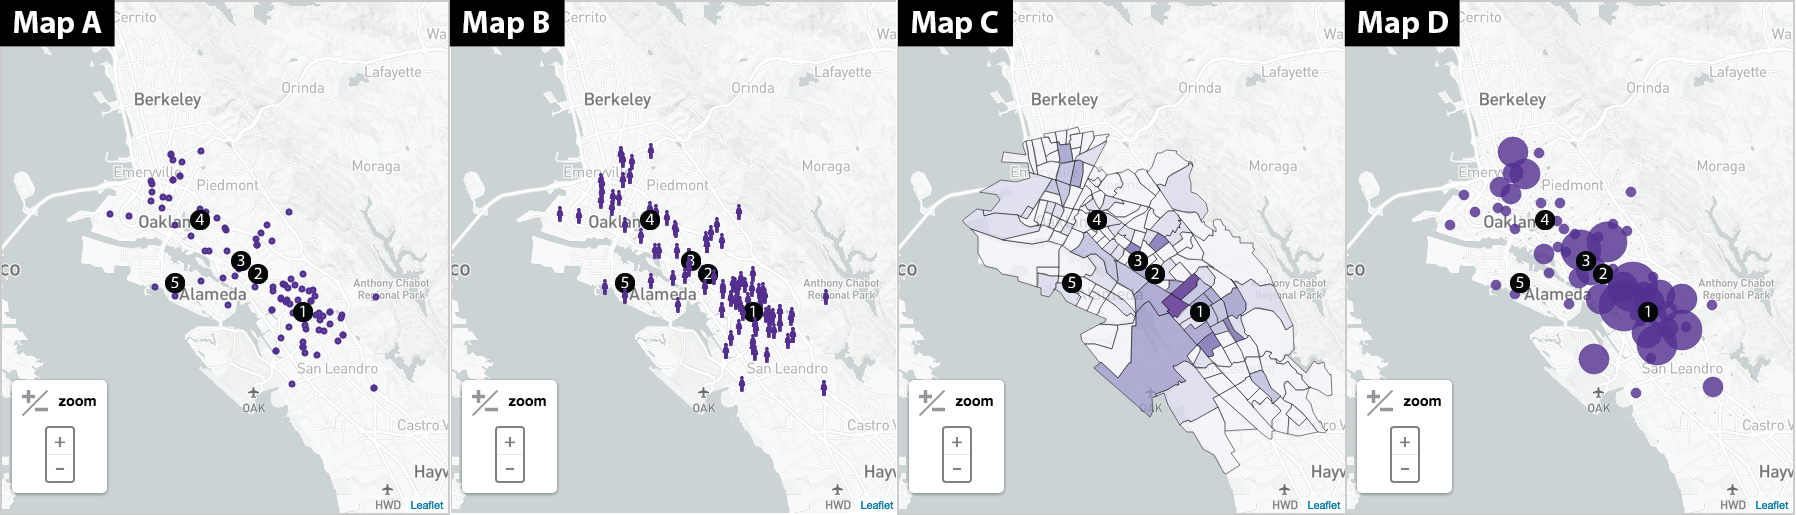 Map A
Cerrito
Wa
Lafayette
Orinda
Berkeley
Moraga
Emeryville
Piedmont
4
Oakland
3
2
co
5
Alameda
Anthony Chabot
Regional Park
1
San Leandro
zoom
OAK
+
−
Castro V
Hayw
HWD
Leaflet
Map B
Cerrito
Wa
Lafayette
Orinda
Berkeley
Moraga
Emeryville
Piedmont
4
Oakland
3
2
co
5
Alameda
Anthony Chabot
Regional Park
1
San Leandro
zoom
OAK
+
−
Castro V
Hayw
HWD
Leaflet
Map C
Cerrito
Wa
Lafayette
Orinda
Berkeley
Moraga
4
3
2
co
5
Alameda
Anthony Chabot
Regional Park
1
zoom
OAK
+
−
Castro V
Hayw
HWD
Leaflet
Map D
Cerrito
Wa
Lafayette
Orinda
Berkeley
Moraga
Emeryville
Piedmont
4
Oakland
3
2
co
5
Alameda
Anthony Chabot
Regional Park
1
San Leandro
zoom
OAK
+
−
Castro V
Hayw
HWD
Leaflet